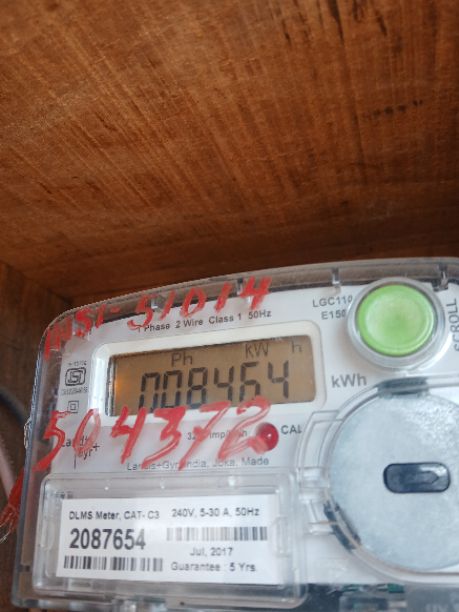 S1014
LGC110
E150
SCROLL
Phase 2 Wire Class 1 50Hz
Ph kW h
008464
kWh
504372
CAL
Landis+Gyr, India, Joka, Made
DLMS Meter, CAT- C3 240V, 5-30 A, 50Hz
2087654
Jul, 2017
Guarantee : 5 Yrs.